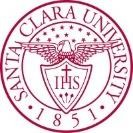 SANTA CLARA UNIVERSITY
IHS
· 1851 ·